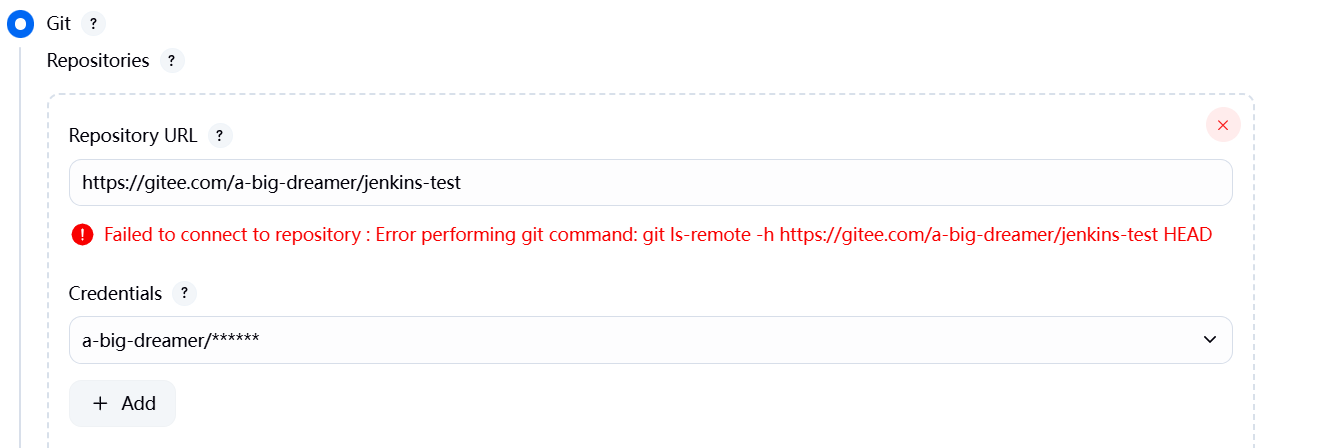 Git ?
Repositories ?
Repository URL ?
https://gitee.com/a-big-dreamer/jenkins-test
Failed to connect to repository : Error performing git command: git ls-remote -h https://gitee.com/a-big-dreamer/jenkins-test HEAD
Credentials ?
a-big-dreamer/******
+ Add